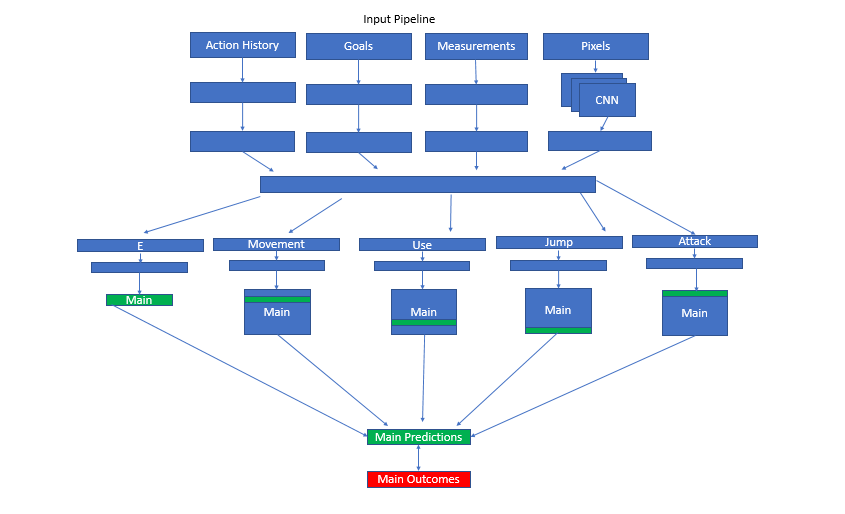 Input Pipeline
Action History
Goals
Measurements
Pixels
CNN
E
Movement
Use
Jump
Attack
Main
Main
Main
Main
Main
Main Predictions
Main Outcomes